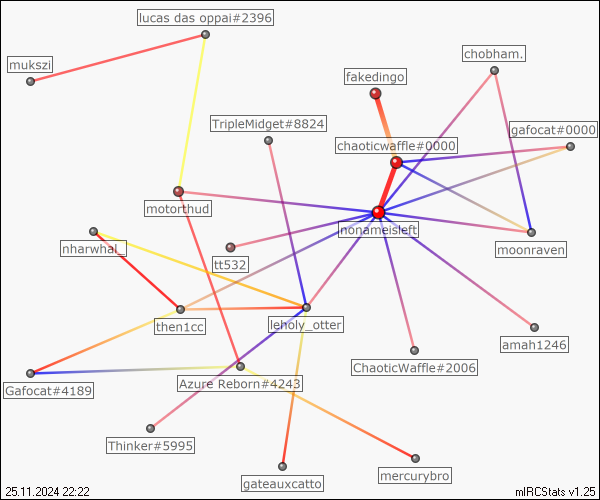 lucas das oppai#2396
mukszi
chobham.
fakedingo
TripleMidget#8824
gafocat#0000
chaoticwaffle#0000
motorthud
nonameisleft
nharwhal_
moonraven
tt532
then1cc
leholy_otter
amah1246
ChaoticWaffle#2006
Gafocat#4189
Azure Reborn#4243
Thinker#5995
mercurybro
gateauxcatto
25.11.2024 22:22
mIRCStats v1.25